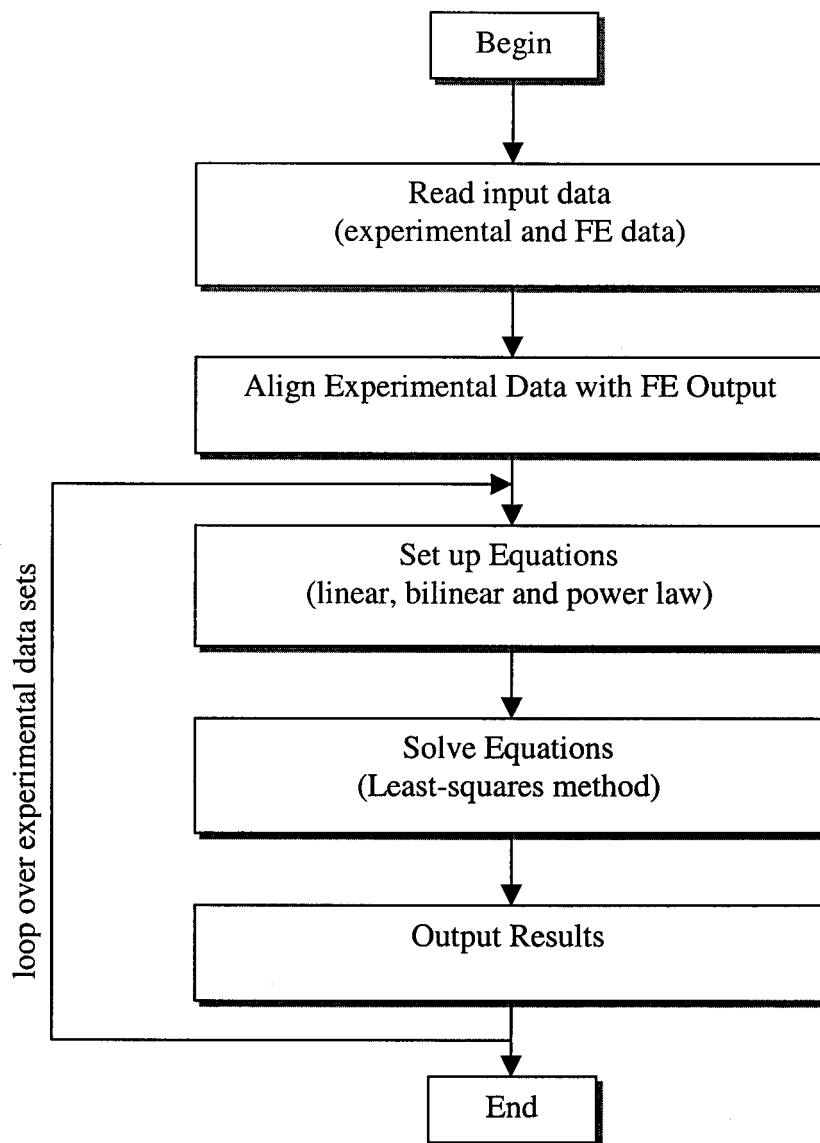 Begin
Read input data
(experimental and FE data)
Align Experimental Data with FE Output
Set up Equations
(linear, bilinear and power law)
Solve Equations
(Least-squares method)
Output Results
End
loop over experimental data sets